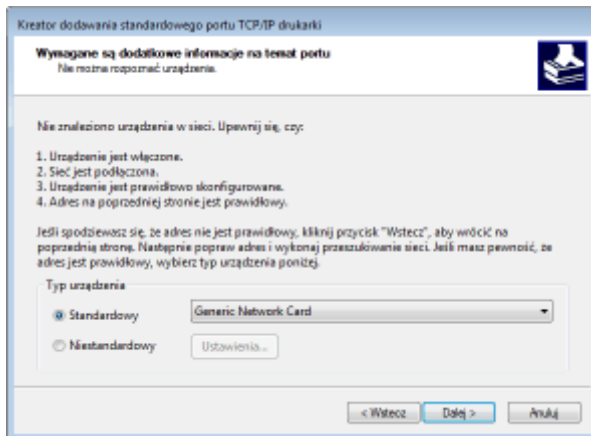 Kreator dodawania standardowego portu TCP/IP drukarki
Wymagane są dodatkowe informacje na temat portu
Nie można rozpoznać urządzenia.
Nie znaleziono urządzenia w sieci. Upewnij się, czy:
1. Urządzenie jest włączone.
2. Sieć jest podłączona.
3. Urządzenie jest prawidłowo skonfigurowane.
4. Adres na poprzedniej stronie jest prawidłowy.
Jeśli spodziewasz się, że adres nie jest prawidłowy, kliknij przycisk "Wstecz", aby wrócić na
poprzednią stronę. Następnie popraw adres i wykonaj przeszukiwanie sieci. Jeśli masz pewność, że
adres jest prawidłowy, wybierz typ urządzenia poniżej.
Typ urządzenia
Standardowy
Generic Network Card
Niestandardowy
Ustawienia...
< Wstecz
Dalej >
Anuluj